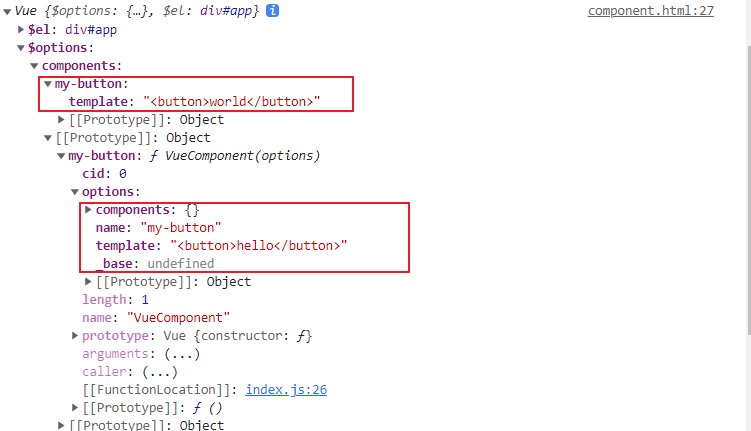 Vue {$options: {…}, $el: div#app} i component.html:27
$el: div#app
$options:
components:
my-button:
template: "<button>world</button>"
[[Prototype]]: Object
[[Prototype]]: Object
my-button: ƒ VueComponent(options)
cid: 0
options:
components: {}
name: "my-button"
template: "<button>hello</button>"
_base: undefined
[[Prototype]]: Object
length: 1
name: "VueComponent"
prototype: Vue {constructor: ƒ}
arguments: (...)
caller: (...)
[[FunctionLocation]]: index.js:26
[[Prototype]]: ƒ ()
[[Prototype]]: Object